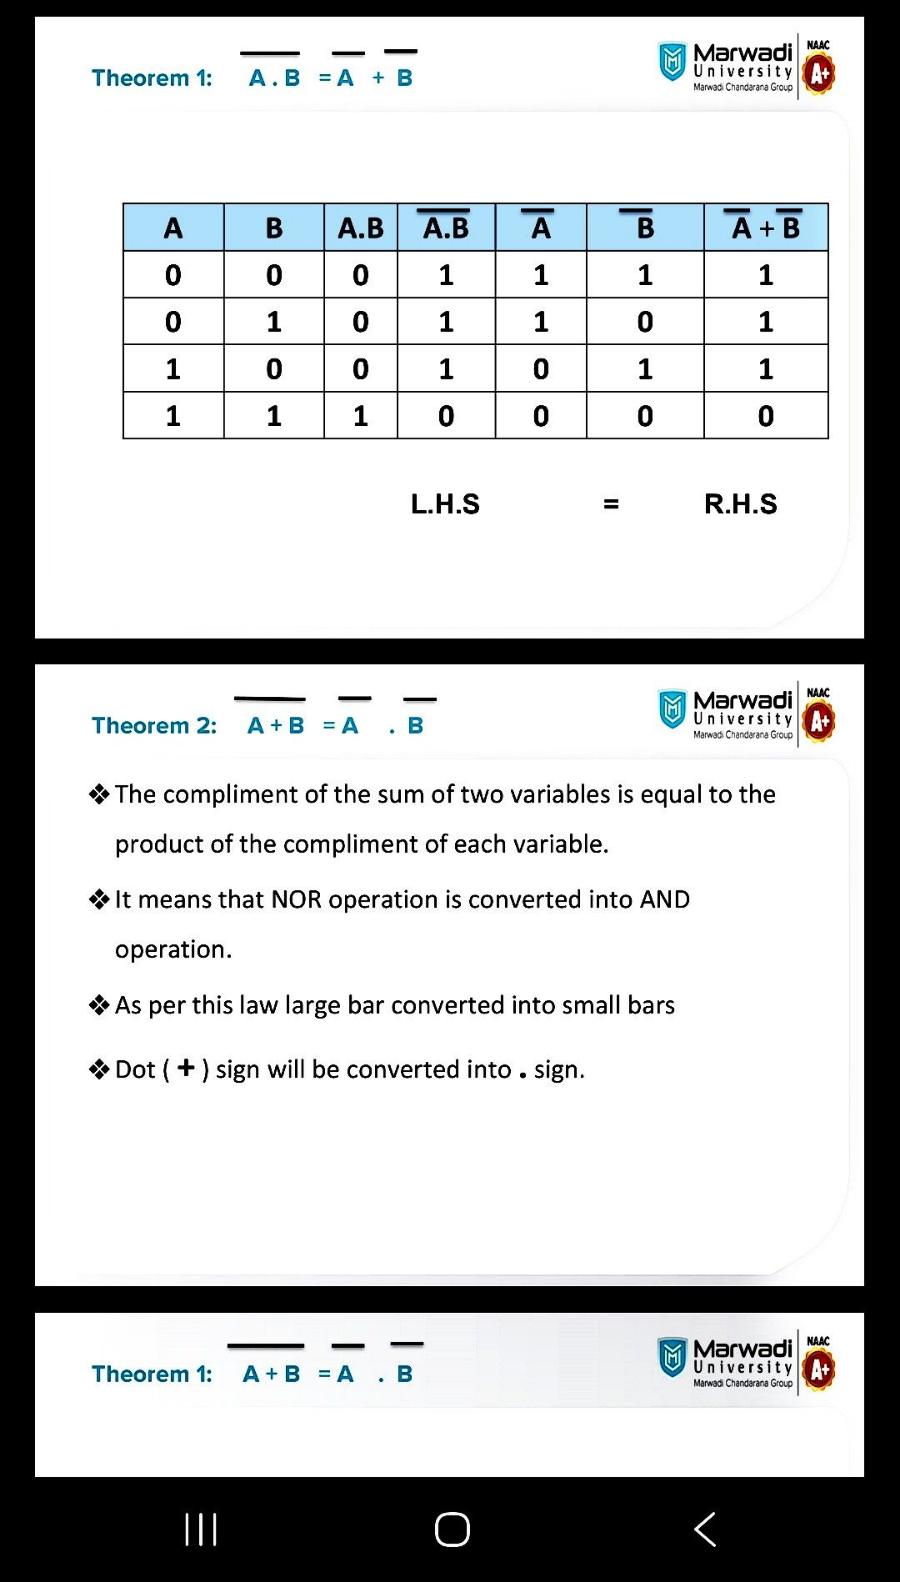 Theorem 1: A̅.̅B̅ = A̅ + B̅
Marwadi
University
Marwadi Chandarana Group
NAAC
A+
A B A.B A̅.̅B̅ A̅ B̅ A̅ + B̅
0 0 0 1 1 1 1
0 1 0 1 1 0 1
1 0 0 1 0 1 1
1 1 1 0 0 0 0
L.H.S = R.H.S
Theorem 2: A̅+̅B̅ = A̅ . B̅
Marwadi
University
Marwadi Chandarana Group
NAAC
A+
❖ The compliment of the sum of two variables is equal to the
product of the compliment of each variable.
❖ It means that NOR operation is converted into AND
operation.
❖ As per this law large bar converted into small bars
❖ Dot ( + ) sign will be converted into . sign.
Theorem 1: A̅+̅B̅ = A̅ . B̅
Marwadi
University
Marwadi Chandarana Group
NAAC
A+